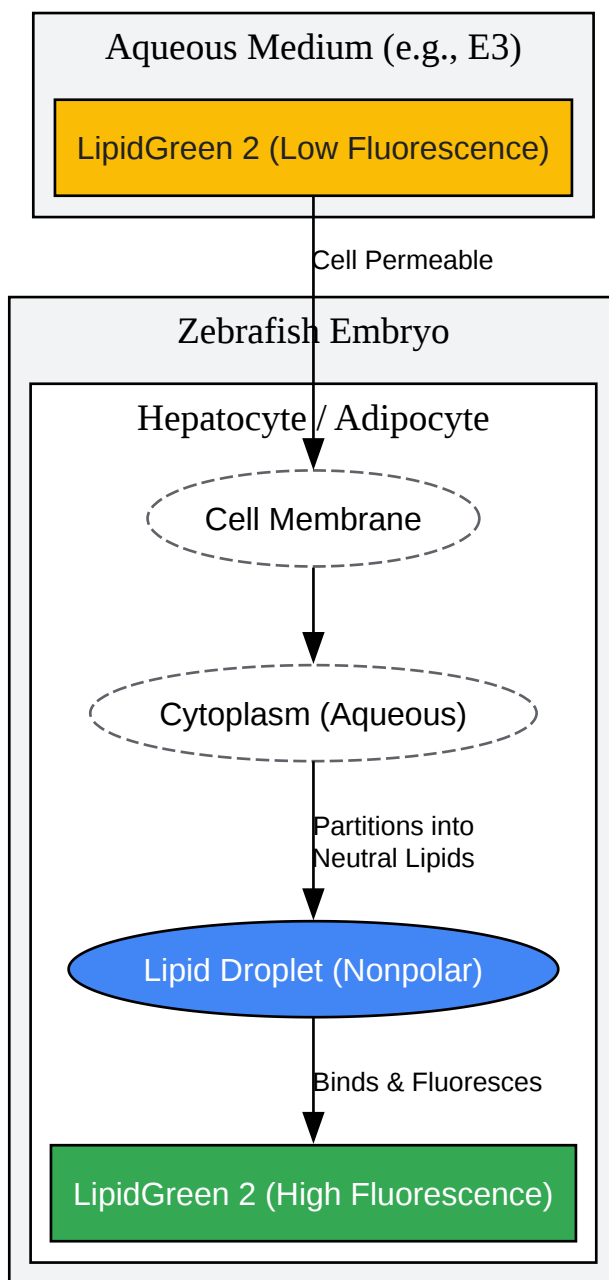 Aqueous Medium (e.g., E3)
LipidGreen 2 (Low Fluorescence)
Cell Permeable
Zebrafish Embryo
Hepatocyte / Adipocyte
Cell Membrane
Cytoplasm (Aqueous)
Partitions into
Neutral Lipids
Lipid Droplet (Nonpolar)
Binds & Fluoresces
LipidGreen 2 (High Fluorescence)